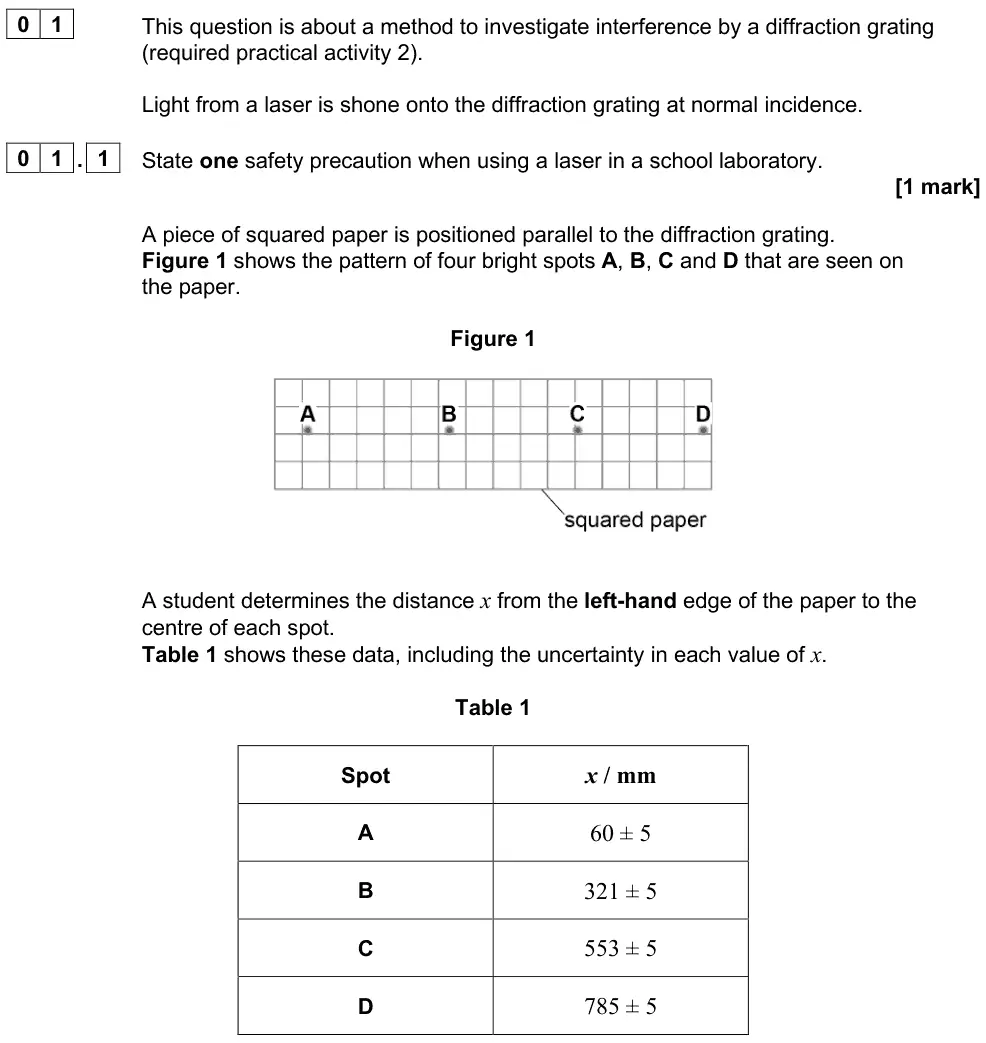 0 1 This question is about a method to investigate interference by a diffraction grating
(required practical activity 2).
Light from a laser is shone onto the diffraction grating at normal incidence.
0 1 . 1 State one safety precaution when using a laser in a school laboratory.
[1 mark]
A piece of squared paper is positioned parallel to the diffraction grating.
Figure 1 shows the pattern of four bright spots A, B, C and D that are seen on
the paper.
Figure 1
A B C D
squared paper
A student determines the distance x from the left-hand edge of the paper to the
centre of each spot.
Table 1 shows these data, including the uncertainty in each value of x.
Table 1
Spot x / mm
A 60 ± 5
B 321 ± 5
C 553 ± 5
D 785 ± 5